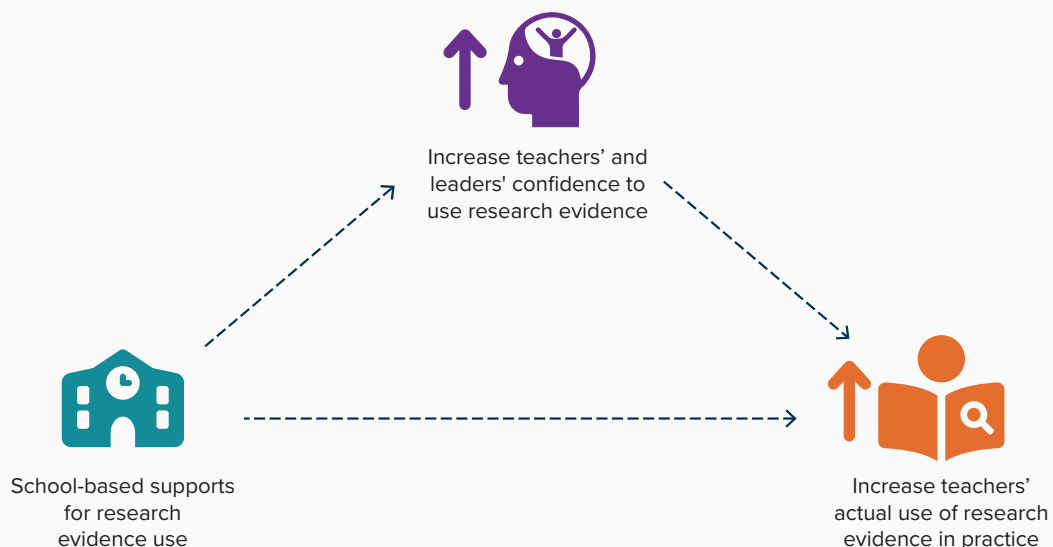 Increase teachers’ and
leaders' confidence to
use research evidence
School-based supports
for research
evidence use
Increase teachers’
actual use of research
evidence in practice